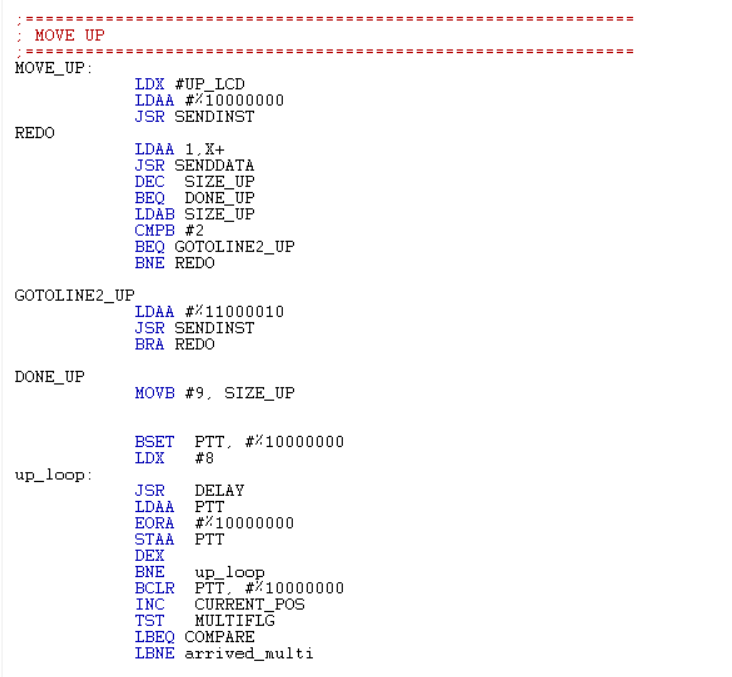 ;=============================================================
; MOVE UP
;=============================================================
MOVE_UP:
LDX #UP_LCD
LDAA #%10000000
JSR SENDINST
REDO
LDAA 1,X+
JSR SENDDATA
DEC SIZE_UP
BEQ DONE_UP
LDAB SIZE_UP
CMPB #2
BEQ GOTOLINE2_UP
BNE REDO
GOTOLINE2_UP
LDAA #%11000010
JSR SENDINST
BRA REDO
DONE_UP
MOVB #9, SIZE_UP
BSET PTT, #%10000000
LDX #8
up_loop:
JSR DELAY
LDAA PTT
EORA #%10000000
STAA PTT
DEX
BNE up_loop
BCLR PTT, #%10000000
INC CURRENT_POS
TST MULTIFLG
LBEQ COMPARE
LBNE arrived_multi